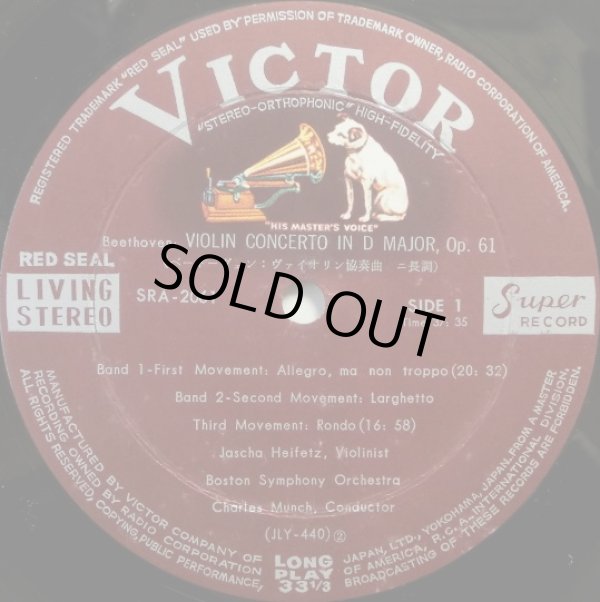 REGISTERED TRADEMARK "RED SEAL" USED BY PERMISSION OF TRADEMARK OWNER, RADIO CORPORATION OF AMERICA.
VICTOR
"STEREO-ORTHOPHONIC" HIGH-FIDELITY
"HIS MASTER'S VOICE"
Beethoven: VIOLIN CONCERTO IN D MAJOR, Op. 61
ヴァイオリン協奏曲 ニ長調)
RED SEAL
LIVING
STEREO
SRA-20
SIDE 1
Time 37: 35
Super
RECORD
SOLD OUT
Band 1-First Movement: Allegro, ma non troppo(20: 32)
Band 2-Second Movement: Larghetto
Third Movement: Rondo(16: 58)
Jascha Heifetz, Violinist
Boston Symphony Orchestra
Charles Munch, Conductor
(JLY-440)②
LONG
PLAY
33 1/3
MANUFACTURED BY VICTOR COMPANY OF JAPAN, LTD., YOKOHAMA, JAPAN, FROM A MASTER
RECORDING OWNED BY RADIO CORPORATION OF AMERICA, R.C.A. INTERNATIONAL DIVISION.
ALL RIGHTS RESERVED, COPYING, PUBLIC PERFORMANCE, BROADCASTING OF THESE RECORDS ARE FORBIDDEN.